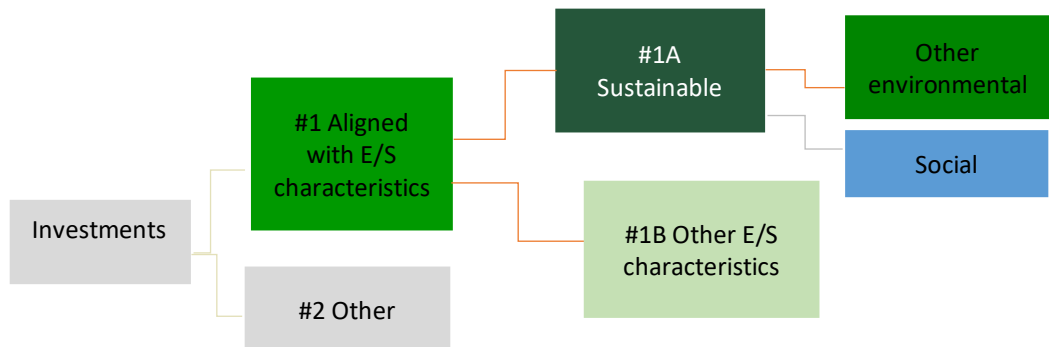 Investments
#1 Aligned
with E/S
characteristics
#2 Other
#1A
Sustainable
#1B Other E/S
characteristics
Other
environmental
Social